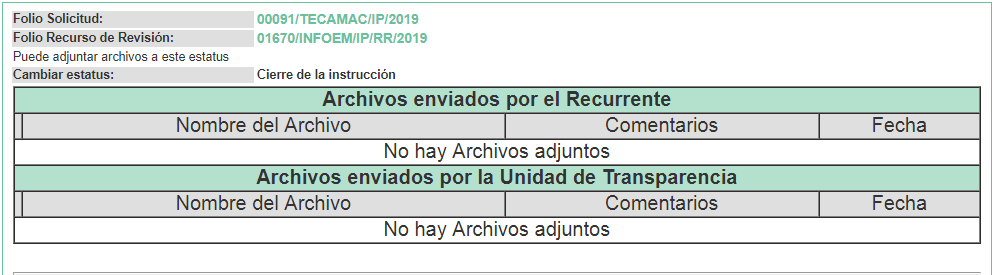 Folio Solicitud: 00091/TECAMAC/IP/2019
Folio Recurso de Revisión: 01670/INFOEM/IP/RR/2019
Puede adjuntar archivos a este estatus
Cambiar estatus: Cierre de la instrucción
Archivos enviados por el Recurrente
Nombre del Archivo Comentarios Fecha
No hay Archivos adjuntos
Archivos enviados por la Unidad de Transparencia
Nombre del Archivo Comentarios Fecha
No hay Archivos adjuntos